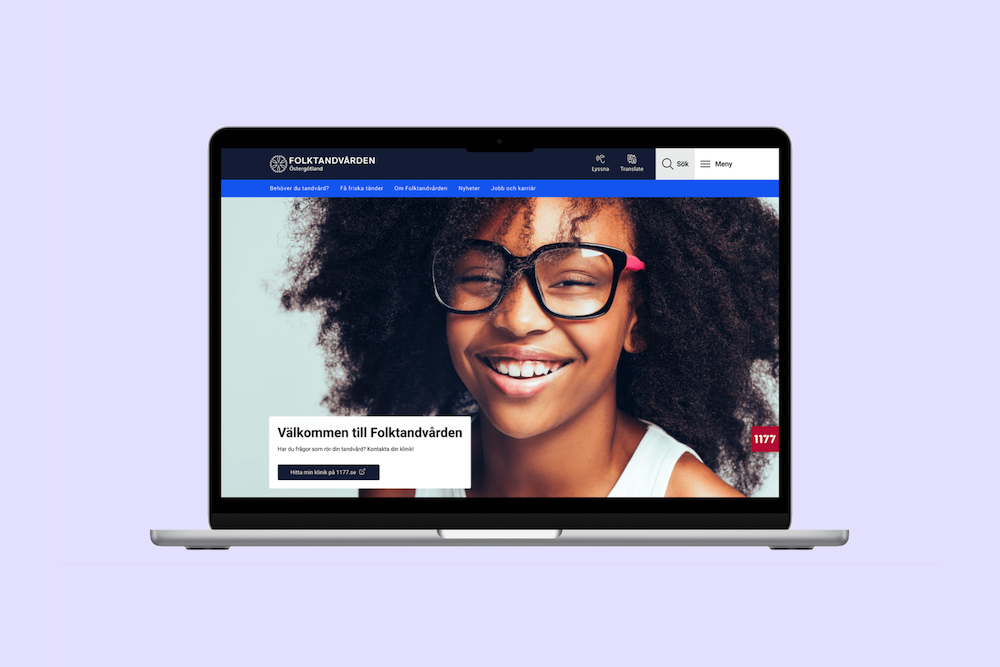 FOLKTANDVÅRDEN
Östergötland
Lyssna
Translate
Sök
Meny
Behöver du tandvård?
Få friska tänder
Om Folktandvården
Nyheter
Jobb och karriär
Välkommen till Folktandvården
Har du frågor som rör din tandvård? Kontakta din klinik!
Hitta min klinik på 1177.se
1177